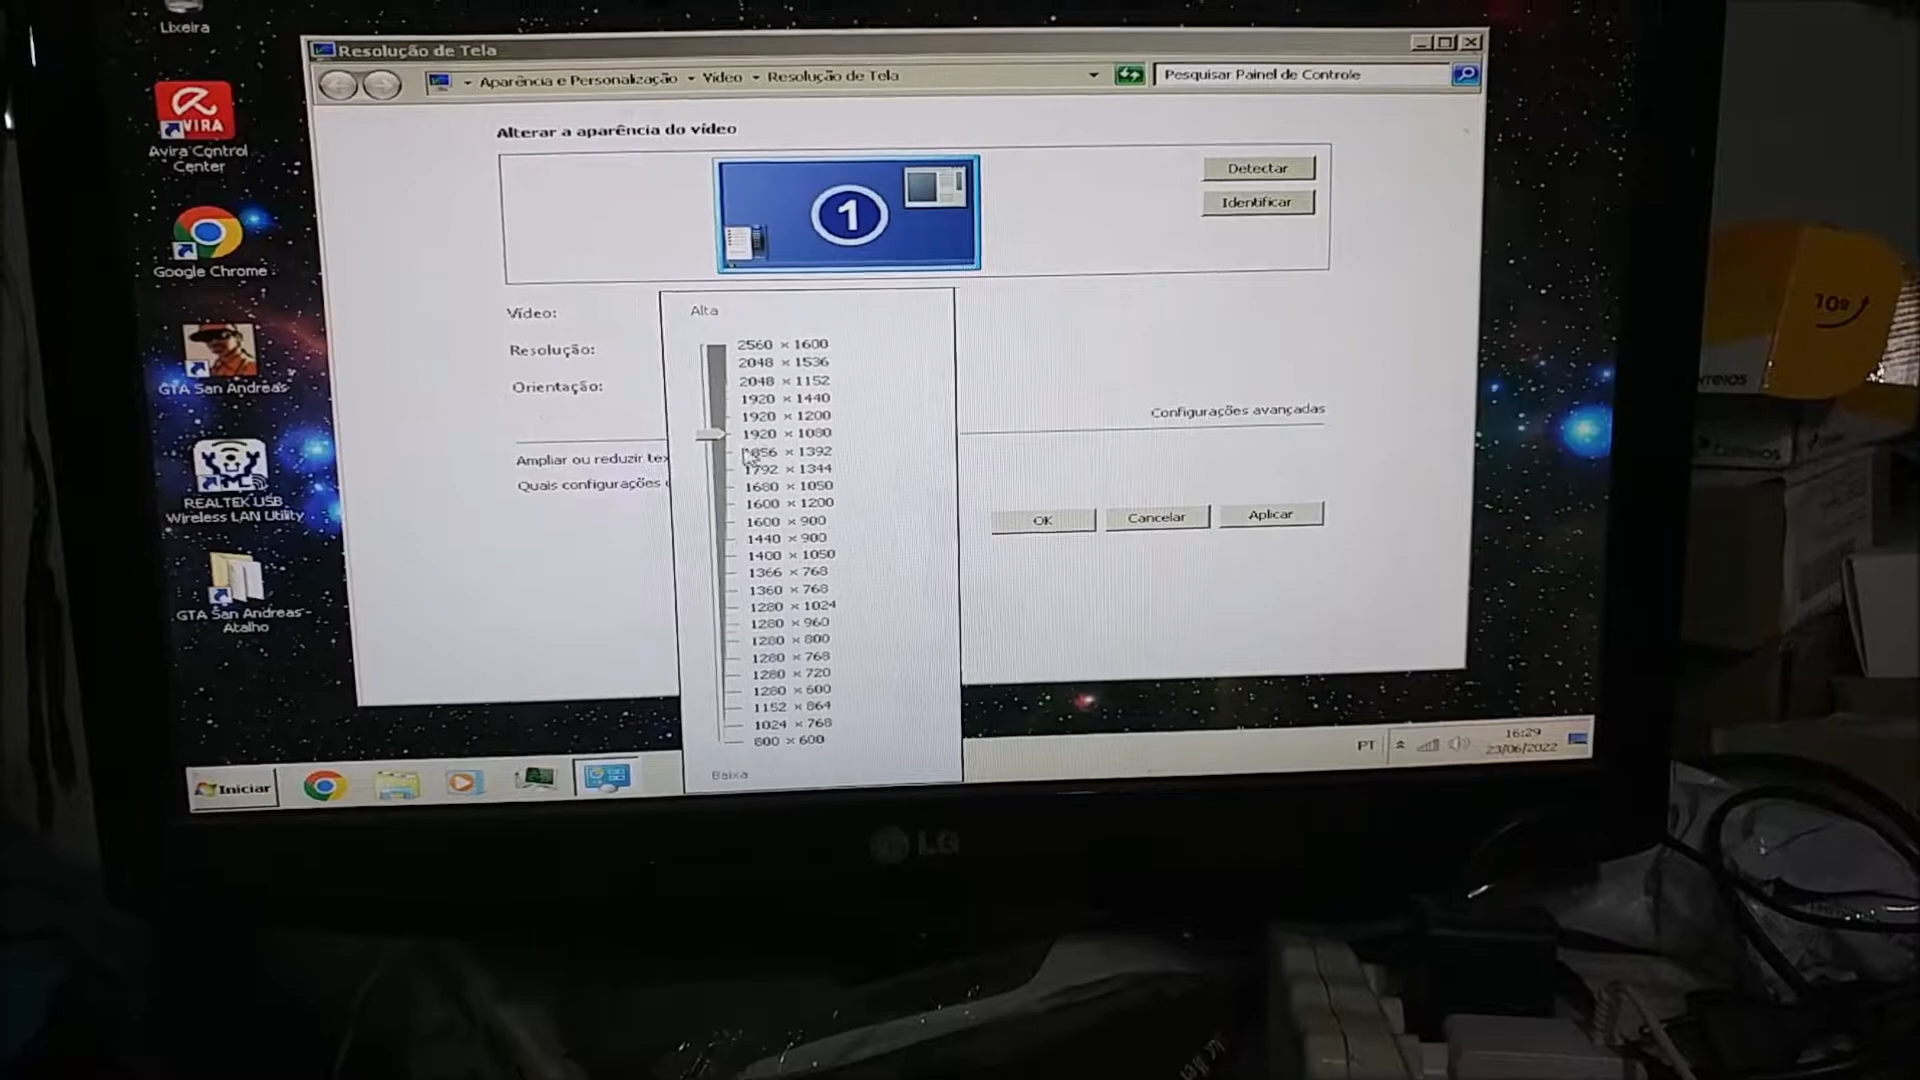 Lixeira
Resolução de Tela
Aparência e Personalização
Vídeo
Resolução de Tela
Pesquisar Painel de Controle
VIRA
Avira Control
Center
Google Chrome
GTA San Andreas
REALTEK USB
Wireless LAN Utility
GTA San Andreas -
Atalho
Alterar a aparência do vídeo
1
Detectar
Identificar
Vídeo:
Resolução:
Orientação:
Alta
2560 × 1600
2048 × 1536
2048 × 1152
1920 × 1440
1920 × 1200
1920 × 1080
856 × 1392
1792 × 1344
1680 × 1050
1600 × 1200
1600 × 900
1440 × 900
1400 × 1050
1366 × 768
1360 × 768
1280 × 1024
1280 × 960
1280 × 800
1280 × 768
1280 × 720
1280 × 600
1152 × 864
1024 × 768
800 × 600
Baixa
Configurações avançadas
Ampliar ou reduzir tex
Quais configurações
OK
Cancelar
Aplicar
Iniciar
PT
16:29
23/06/2022
LG